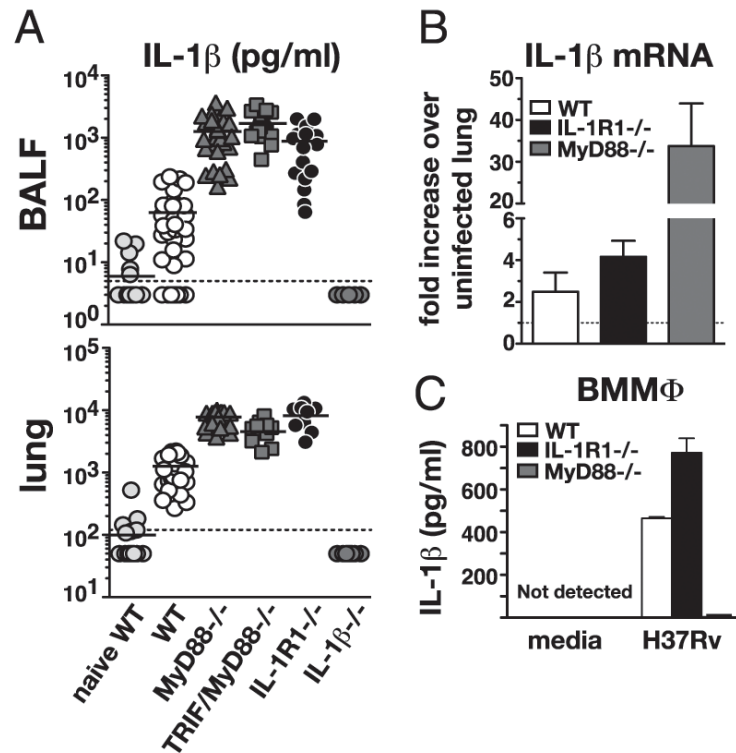 A
IL-1β (pg/ml)
BALF
10^4
10^3
10^2
10^1
10^0
lung
10^5
10^4
10^3
10^2
10^1
naive WT
WT
MyD88-/-
TRIF/MyD88-/-
IL-1R1-/-
IL-1β-/-
B
IL-1β mRNA
fold increase over
uninfected lung
50
40
30
20
6
4
2
0
WT
IL-1R1-/-
MyD88-/-
C
BMMΦ
IL-1β (pg/ml)
800
600
400
200
WT
IL-1R1-/-
MyD88-/-
Not detected
media
H37Rv